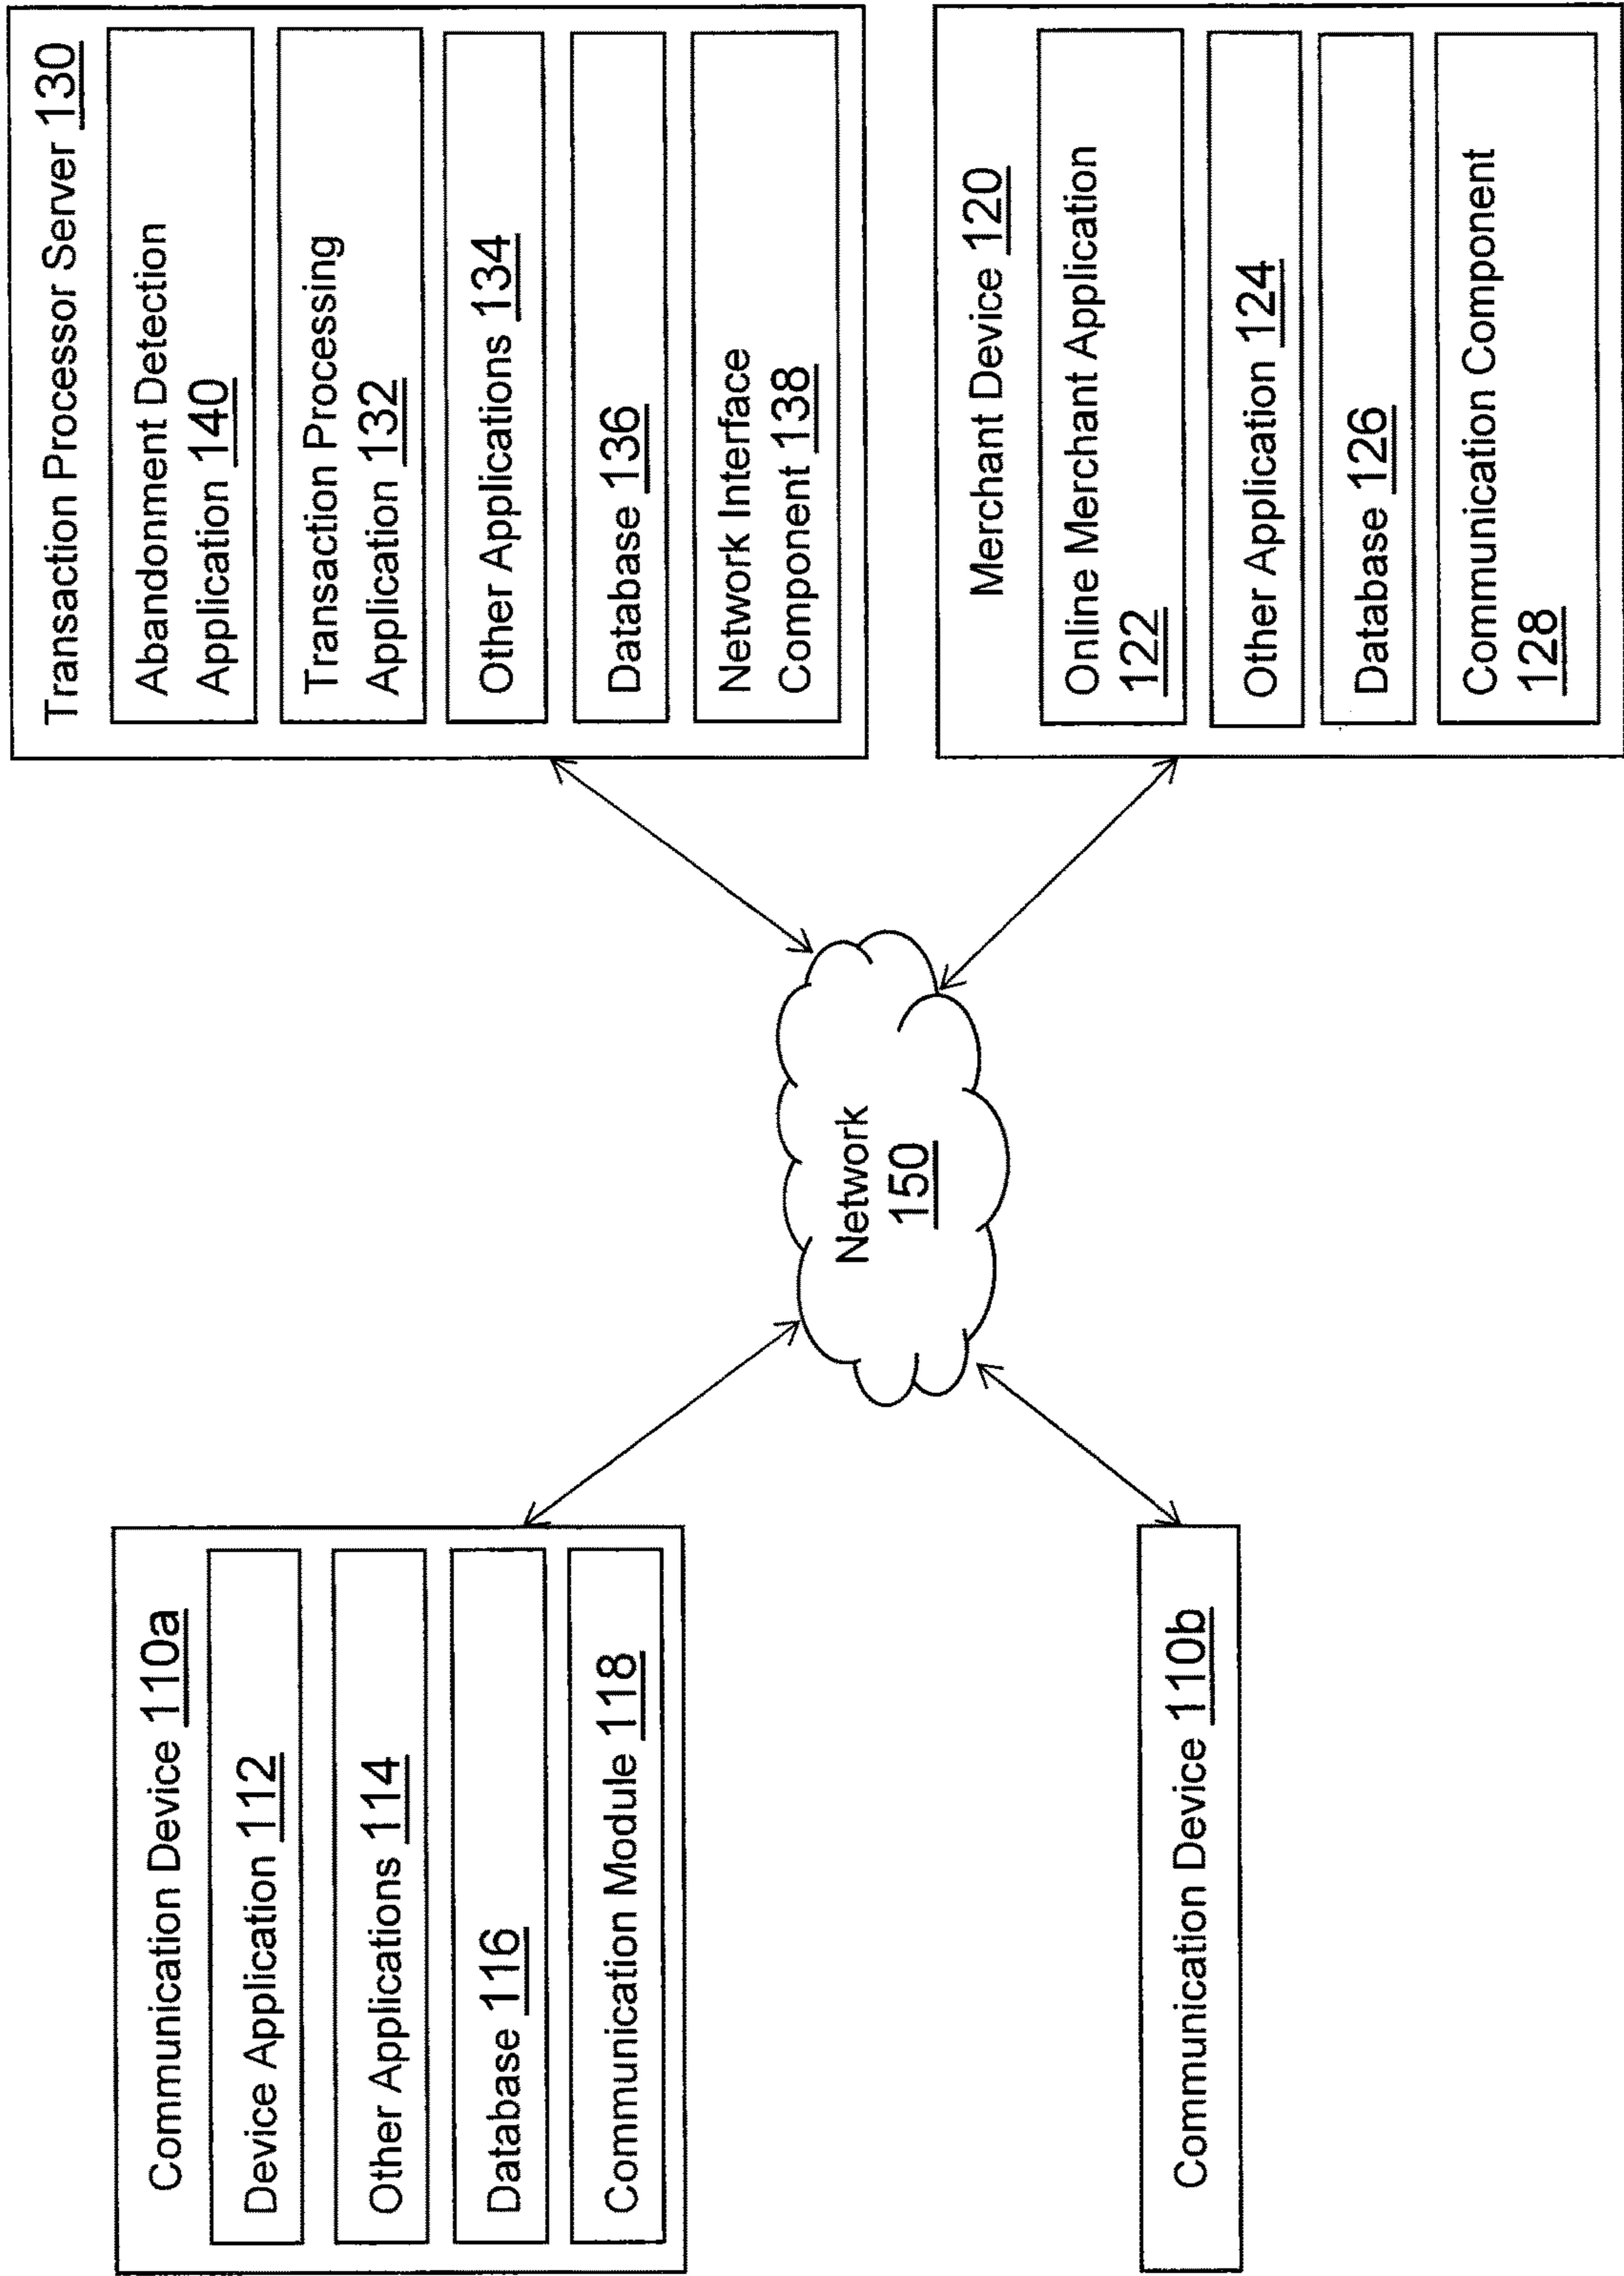 Communication Device 110a
Device Application 112
Other Applications 114
Database 116
Communication Module 118
Communication Device 110b
Network
150
Transaction Processor Server 130
Abandonment Detection
Application 140
Transaction Processing
Application 132
Other Applications 134
Database 136
Network Interface
Component 138
Merchant Device 120
Online Merchant Application
122
Other Application 124
Database 126
Communication Component
128